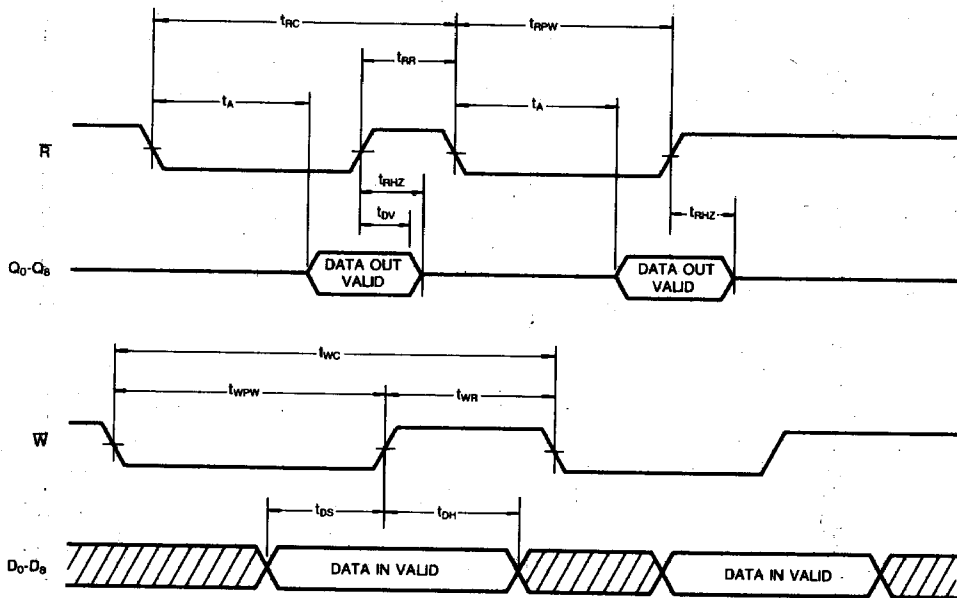 tRC
tRPW
tRR
tA
tA
R̅
tRHZ
tDV
tRHZ
Q0-Q8
DATA OUT VALID
DATA OUT VALID
tWC
tWPW
tWR
W̅
tDS
tDH
D0-D8
DATA IN VALID
DATA IN VALID